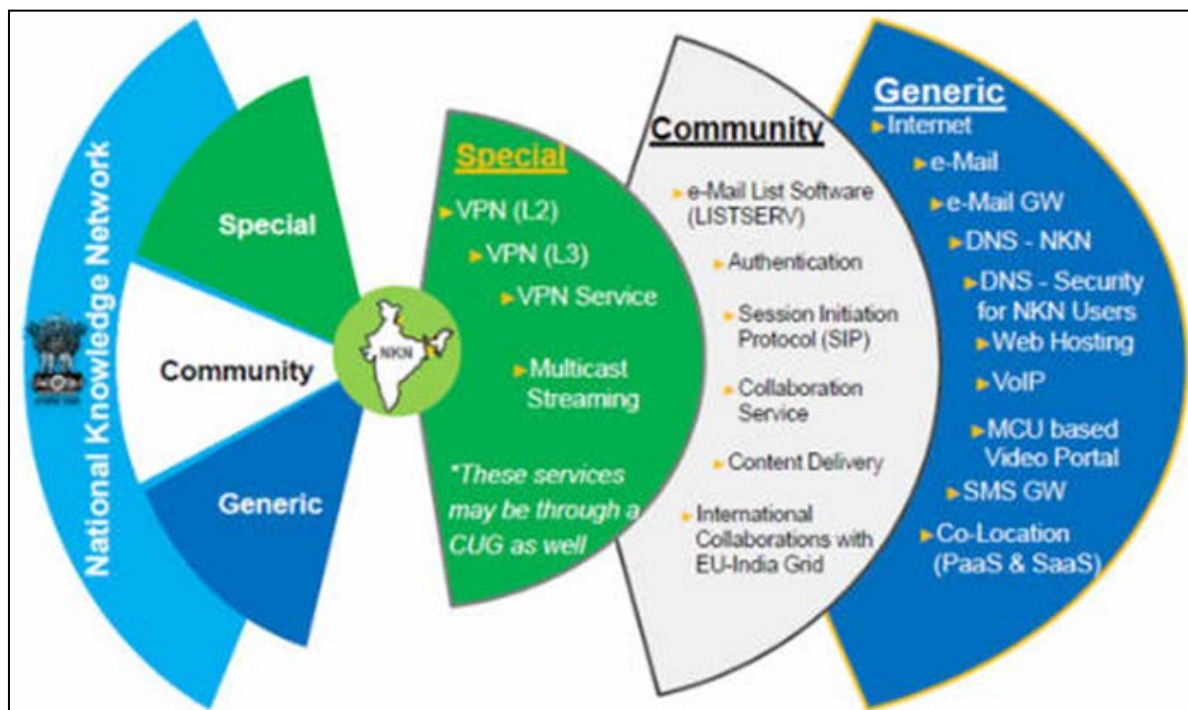 National Knowledge Network
Special
Community
Generic
NKN
Special
►VPN (L2)
►VPN (L3)
►VPN Service
►Multicast
Streaming
*These services
may be through a
CUG as well
Community
►e-Mail List Software
(LISTSERV)
►Authentication
►Session Initiation
Protocol (SIP)
►Collaboration
Service
►Content Delivery
►International
Collaborations with
EU-India Grid
Generic
►Internet
►e-Mail
►e-Mail GW
►DNS - NKN
►DNS - Security
for NKN Users
►Web Hosting
►VoIP
►MCU based
Video Portal
►SMS GW
►Co-Location
(PaaS & SaaS)